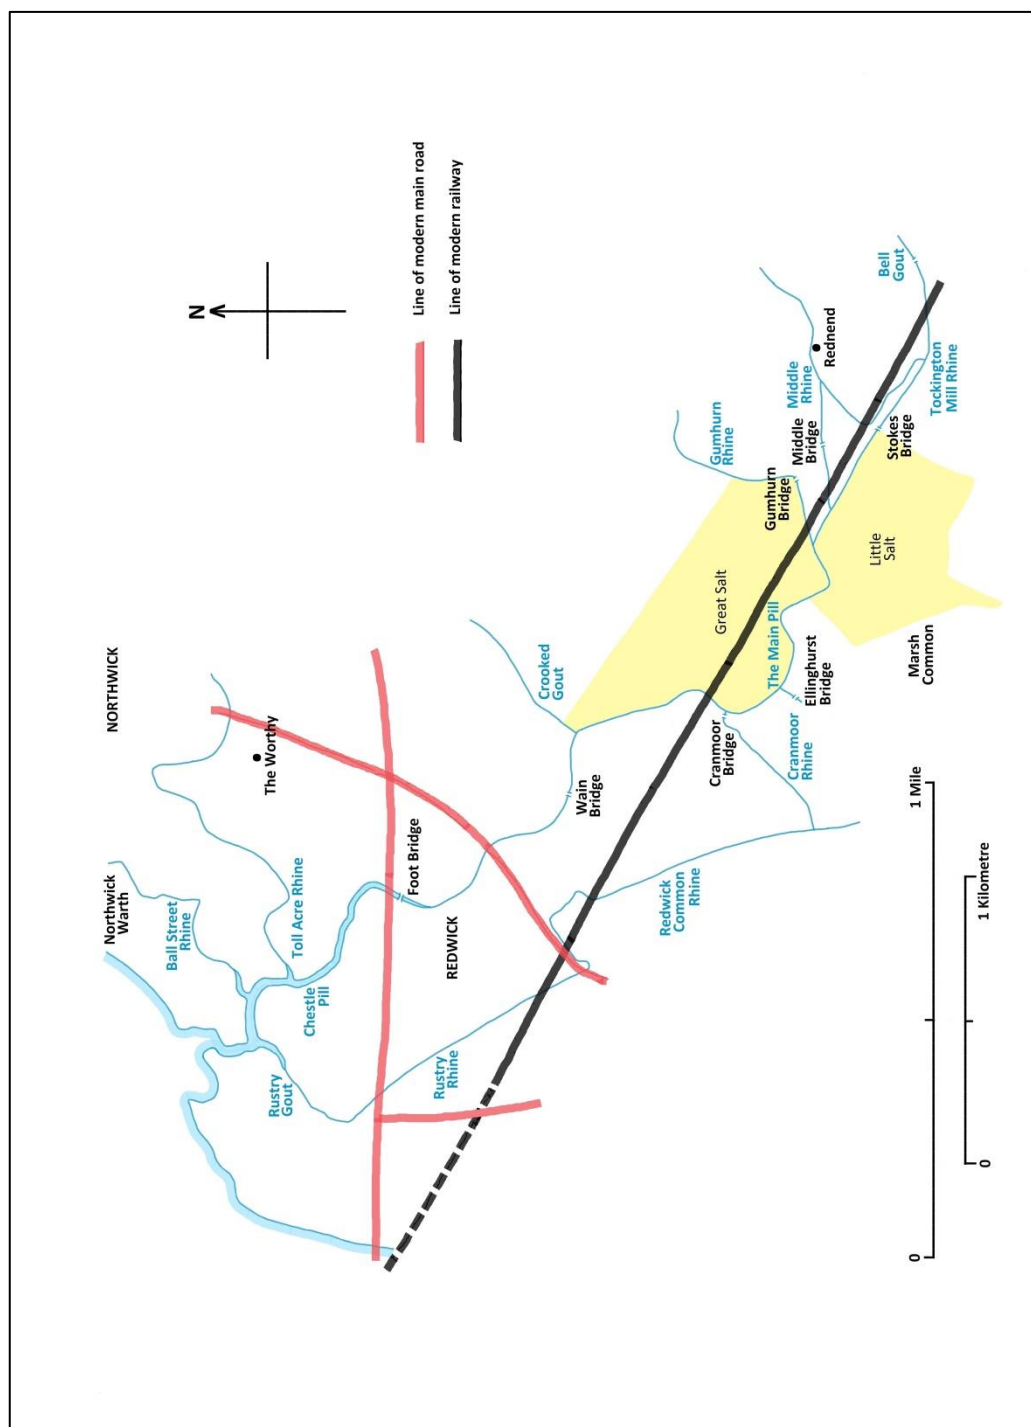 N
Line of modern main road
Line of modern railway
NORTHWICK
Northwick
Warth
Ball Street
Rhine
The Worthy
Toll Acre Rhine
Chestle
Pill
Rustry
Gout
Foot Bridge
REDWICK
Rustry
Rhine
Crooked
Gout
Wain
Bridge
Redwick
Common
Rhine
Great Salt
The Main Pill
Cranmoor
Bridge
Cranmoor
Rhine
Ellinghurst
Bridge
Marsh
Common
Little
Salt
Gumhurn
Rhine
Gumhurn
Bridge
Middle
Bridge
Middle
Rhine
Rednend
Stokes
Bridge
Tockington
Mill Rhine
Bell
Gout
0
1 Mile
0
1 Kilometre